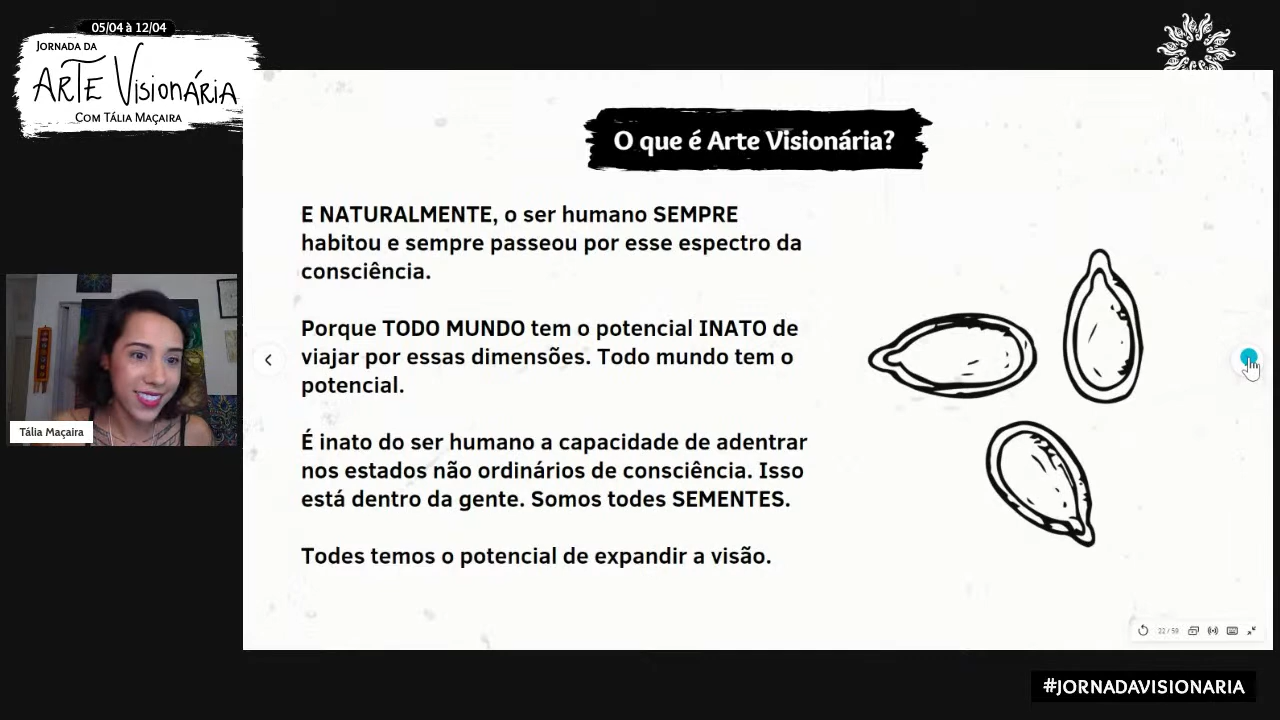 05/04 à 12/04
JORNADA DA
ARTE VISIONÁRIA
COM TÁLIA MAÇAIRA
O que é Arte Visionária?
E NATURALMENTE, o ser humano SEMPRE
habitou e sempre passeou por esse espectro da
consciência.
Porque TODO MUNDO tem o potencial INATO de
viajar por essas dimensões. Todo mundo tem o
potencial.
É inato do ser humano a capacidade de adentrar
nos estados não ordinários de consciência. Isso
está dentro da gente. Somos todes SEMENTES.
Todes temos o potencial de expandir a visão.
Tália Maçaira
22 / 59
#JORNADAVISIONARIA